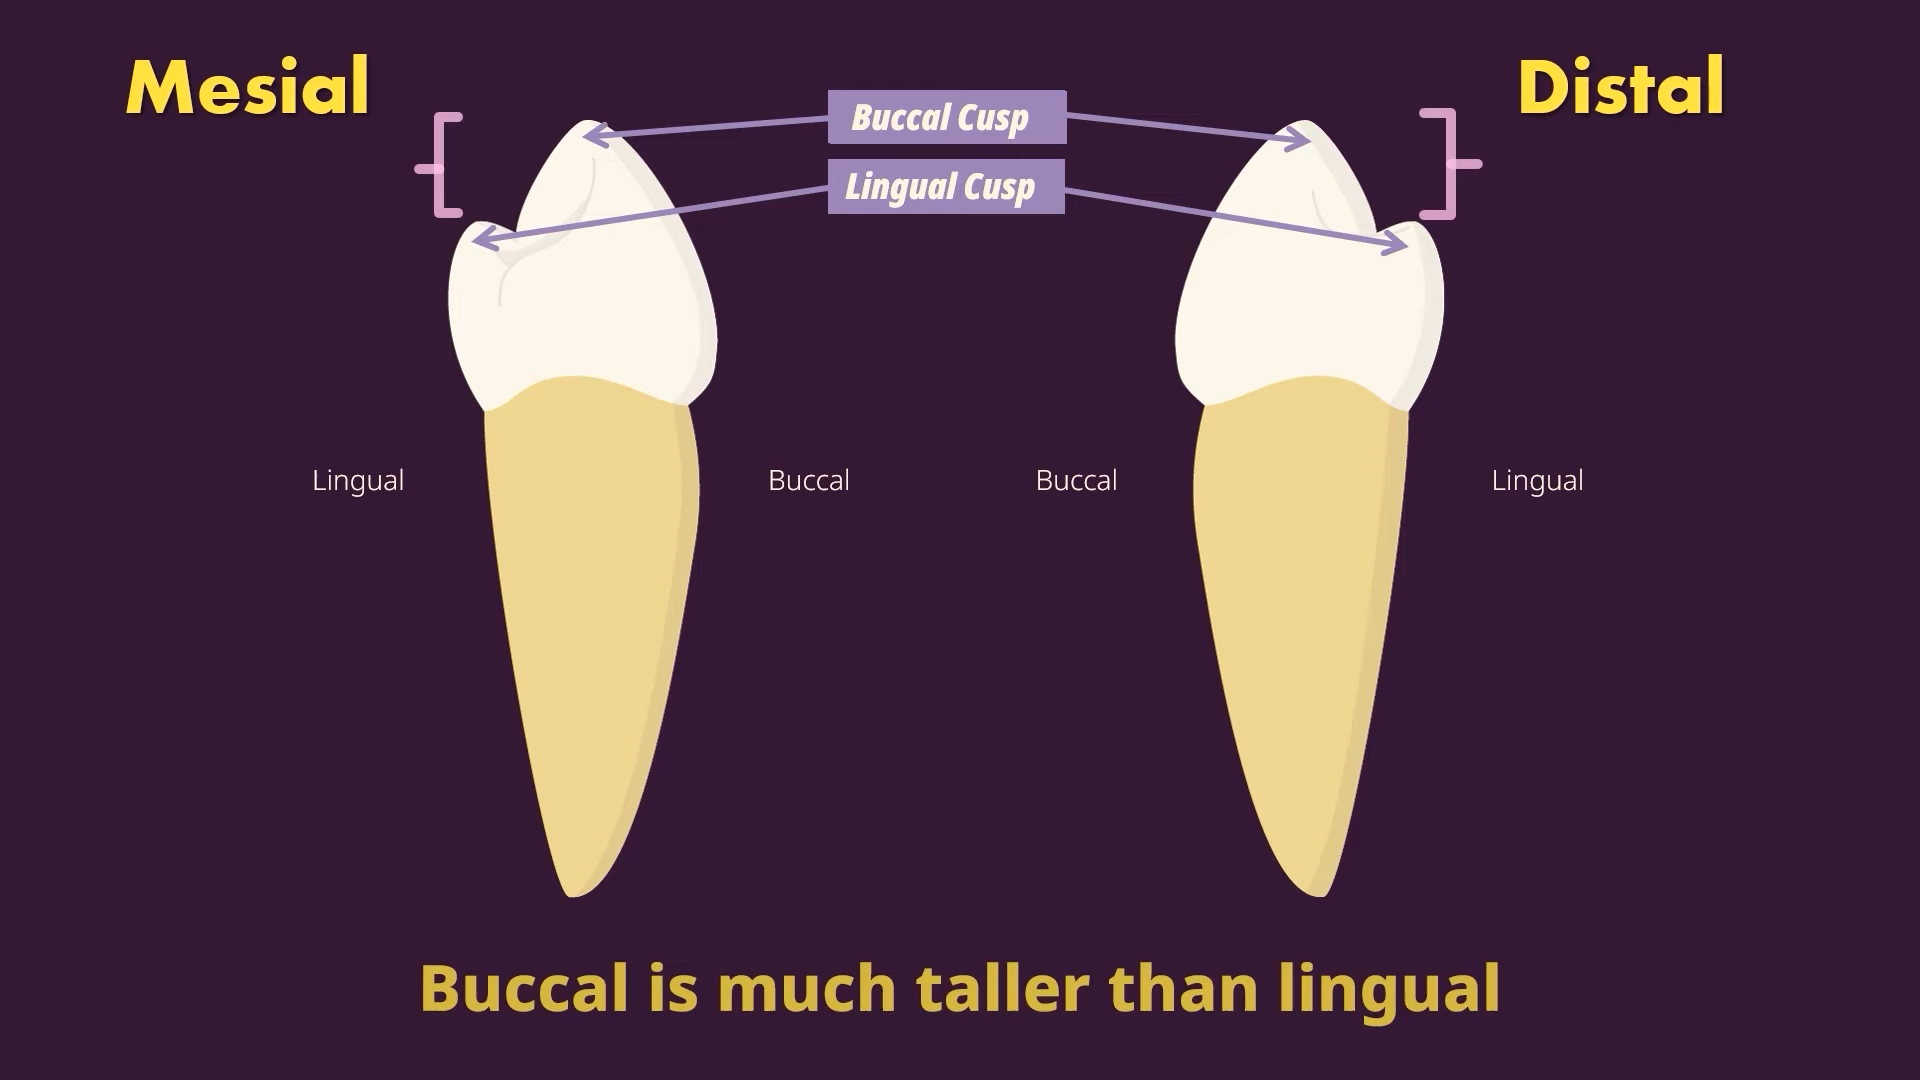 Mesial
Distal
Buccal Cusp
Lingual Cusp
Lingual
Buccal
Buccal
Lingual
Buccal is much taller than lingual